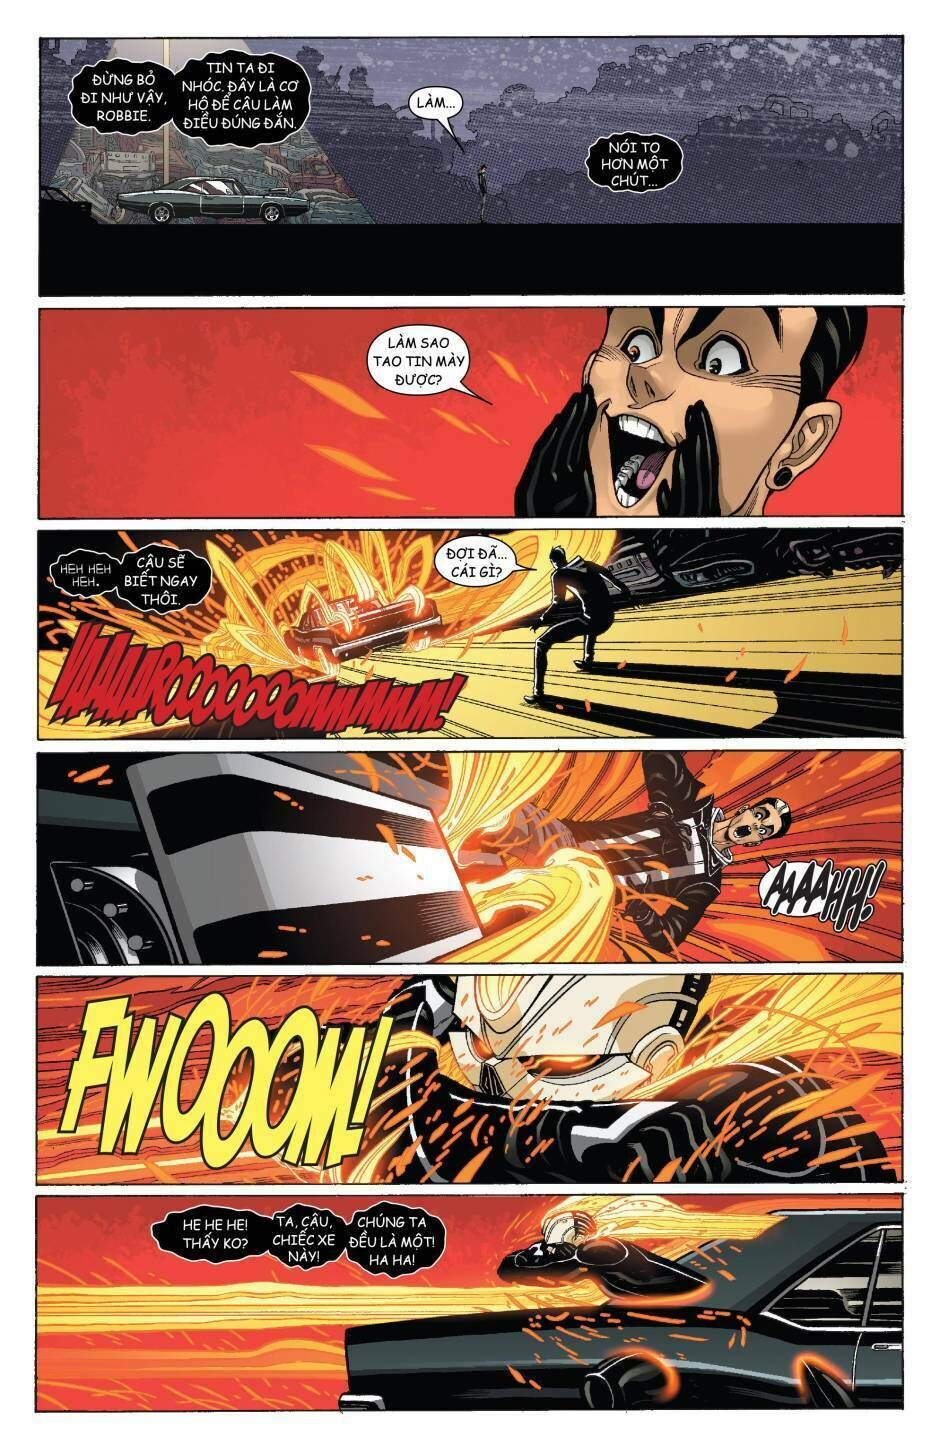 ĐỪNG BỎ
ĐI NHƯ VẬY,
ROBBIE.
TIN TA ĐI
NHÓC. ĐÂY LÀ CƠ
HỘ ĐỂ CÂU LÀM
ĐIỀU ĐÚNG ĐẮN.
LÀM...
NÓI TO
HƠN MỘT
CHÚT...
LÀM SAO
TAO TIN MÀY
ĐƯỢC?
HEH HEH
HEH.
CẬU SẼ
BIẾT NGAY
THÔI.
ĐỢI ĐÃ...
CÁI GÌ?
VAAAUROOOOOOOMMMMM!
AAAAHH!
FWOOOM!
HE HE HE!
THẤY KO?
TA, CẬU,
CHIẾC XE
NÀY!
CHÚNG TA
ĐỀU LÀ MỘT!
HA HA!